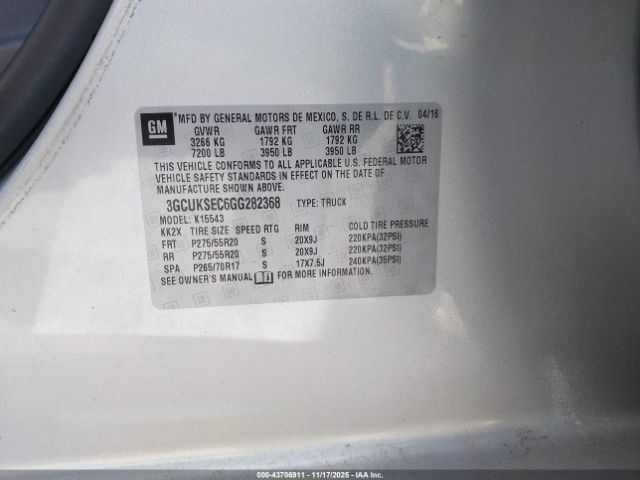 GM
MFD BY GENERAL MOTORS DE MEXICO, S. DE R.L. DE C.V. 04/16
GVWR GAWR FRT GAWR RR
3266 KG 1792 KG 1792 KG
7200 LB 3950 LB 3950 LB
THIS VEHICLE CONFORMS TO ALL APPLICABLE U.S. FEDERAL MOTOR
VEHICLE SAFETY STANDARDS IN EFFECT ON THE DATE OF
MANUFACTURE SHOWN ABOVE.
3GCUKSEC6GG282368 TYPE: TRUCK
MODEL: K15543
KK2X TIRE SIZE SPEED RTG RIM COLD TIRE PRESSURE
FRT P275/55R20 S 20X9J 220KPA(32PSI)
RR P275/55R20 S 20X9J 220KPA(32PSI)
SPA P265/70R17 S 17X7.5J 240KPA(35PSI)
SEE OWNER'S MANUAL FOR MORE INFORMATION.
000-43706911 - 11/17/2025 - IAAI.COM